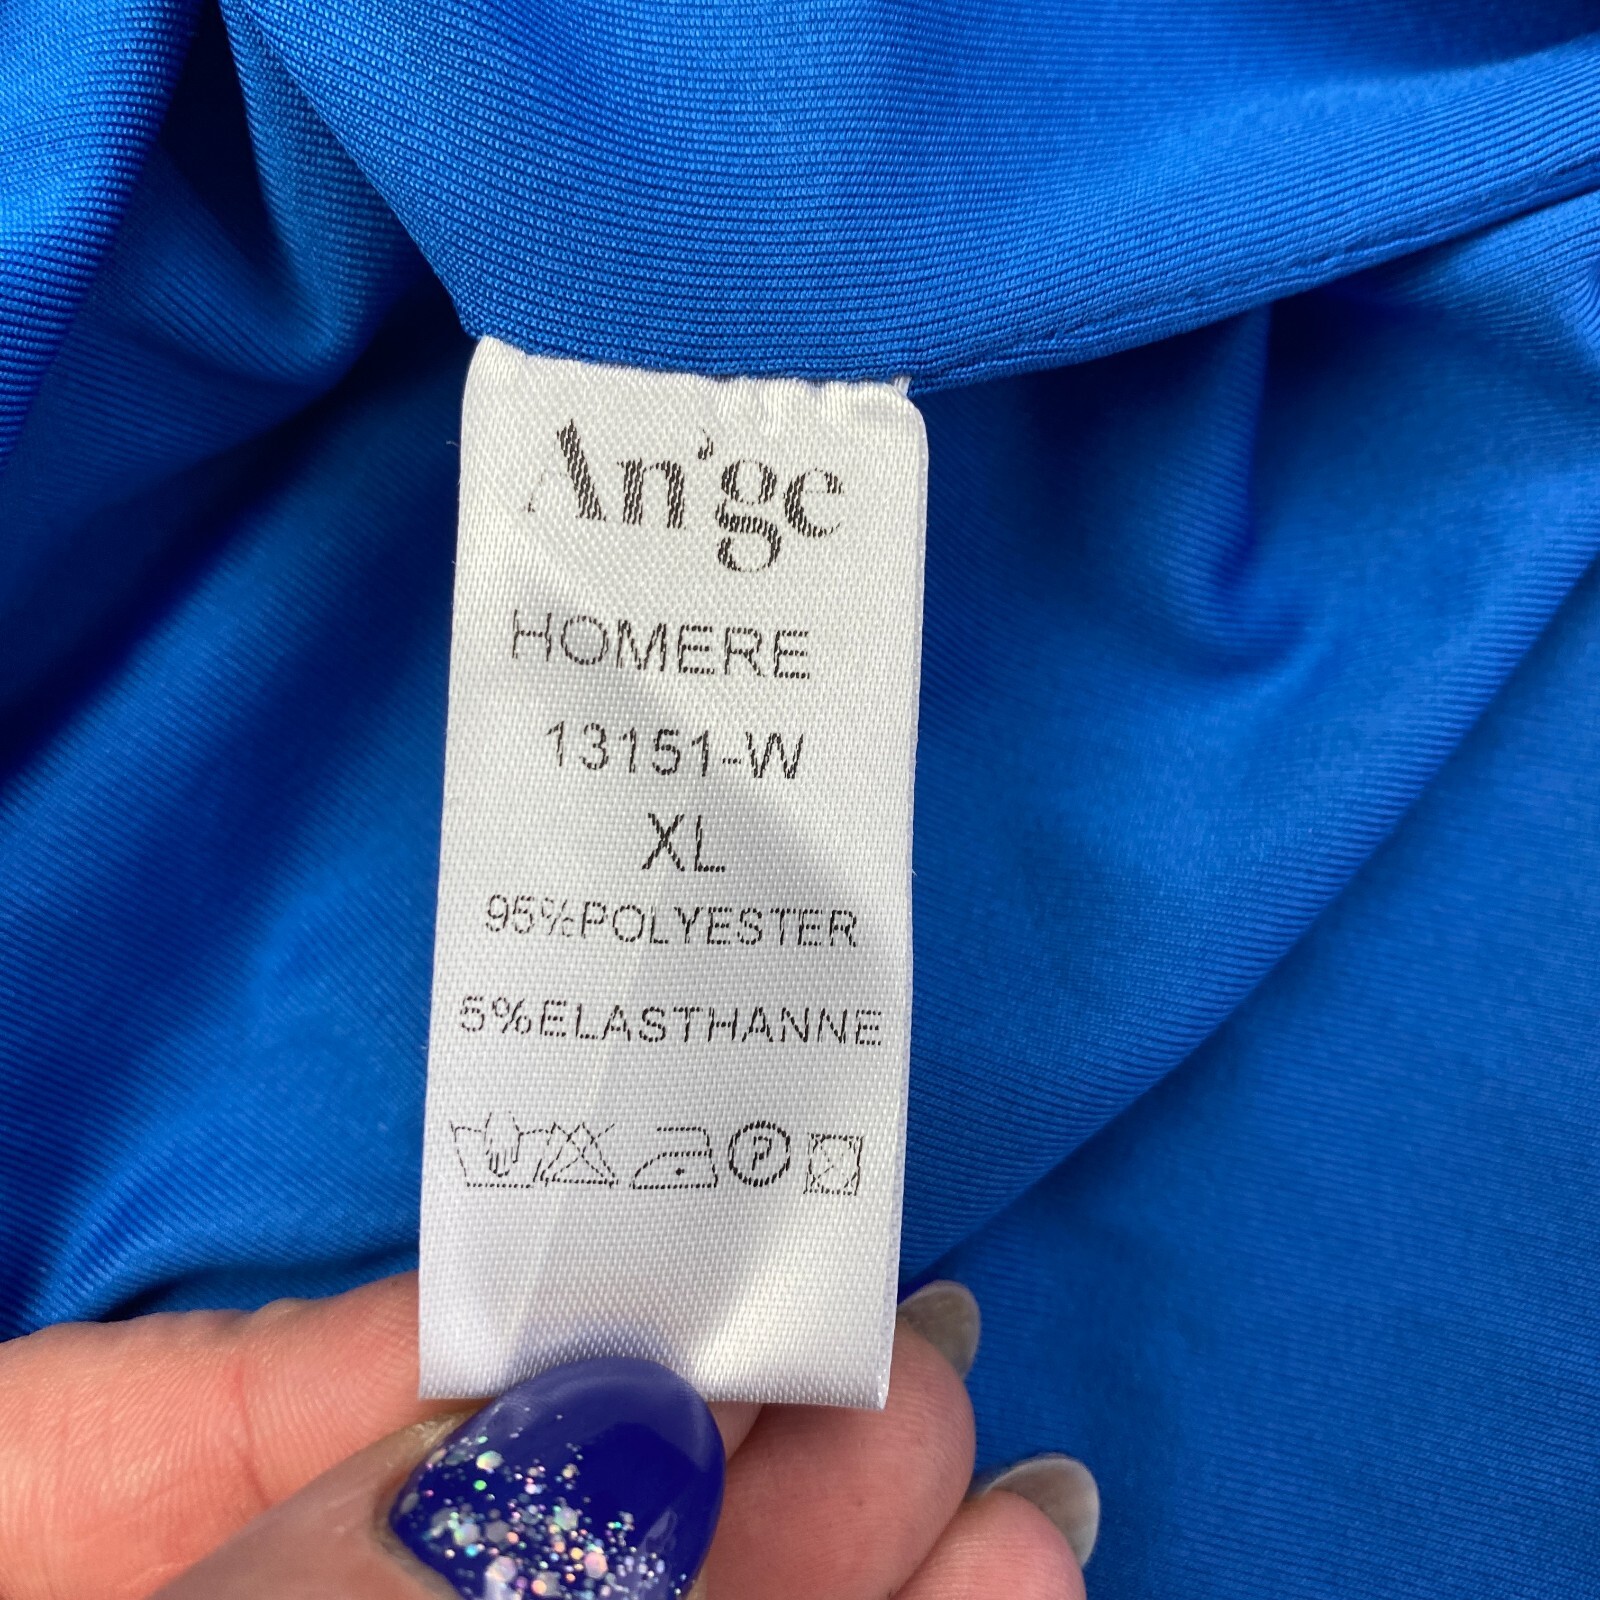 An'ge
HOMERE
13151-W
XL
95%POLYESTER
5%ELASTHANNE
P